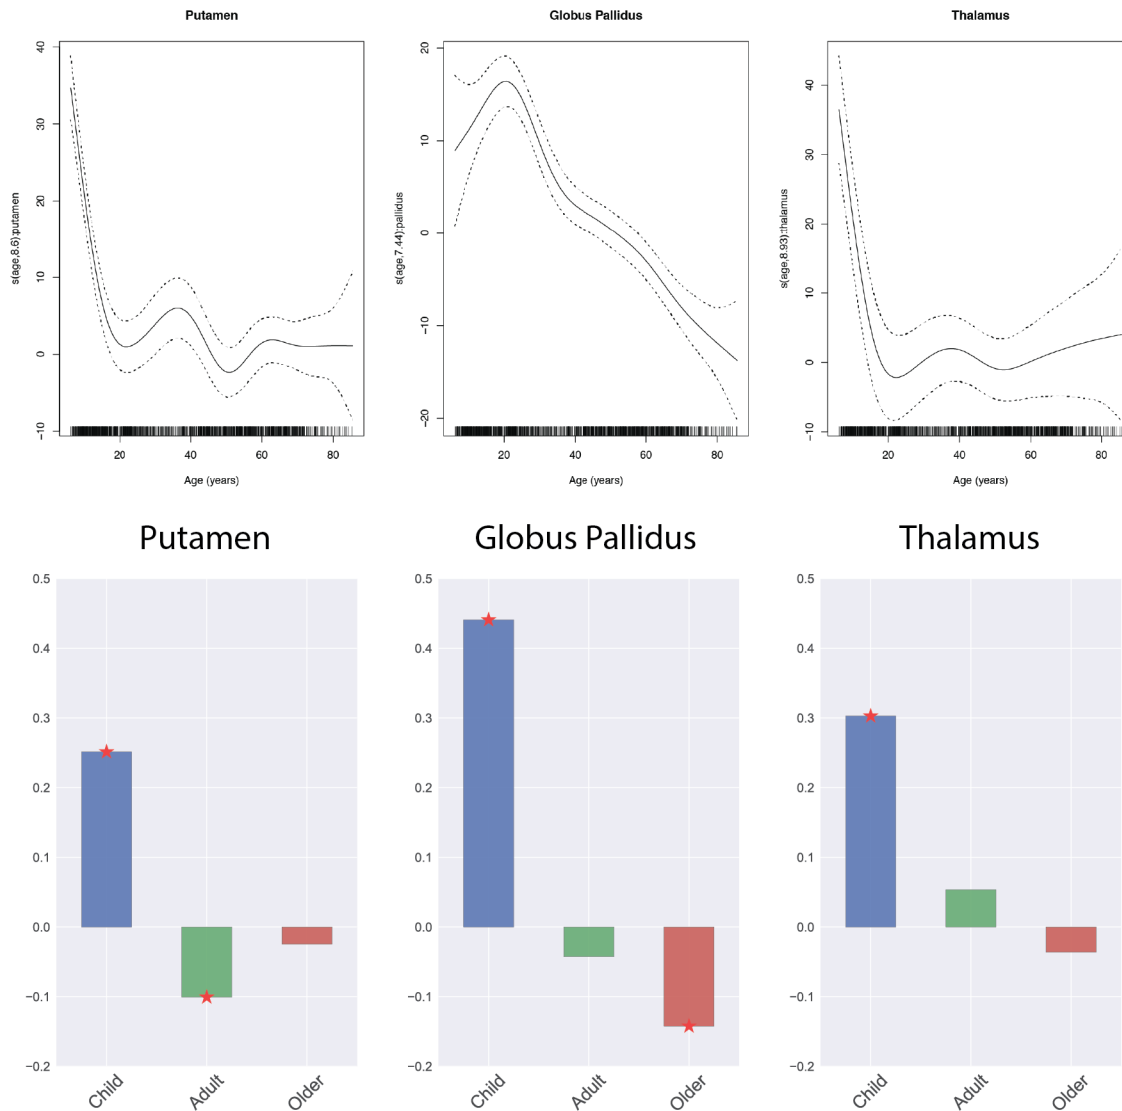 Putamen
Globus Pallidus
Thalamus
s(age,8.6):putamen
40
30
20
10
0
−10
20
40
60
80
Age (years)
s(age,7.44):pallidus
20
10
0
−10
−20
20
40
60
80
Age (years)
s(age,8.93):thalamus
40
30
20
10
0
−10
20
40
60
80
Age (years)
Putamen
Globus Pallidus
Thalamus
0.5
0.4
0.3
0.2
0.1
0.0
−0.1
−0.2
Child
Adult
Older
0.5
0.4
0.3
0.2
0.1
0.0
−0.1
−0.2
Child
Adult
Older
0.5
0.4
0.3
0.2
0.1
0.0
−0.1
−0.2
Child
Adult
Older